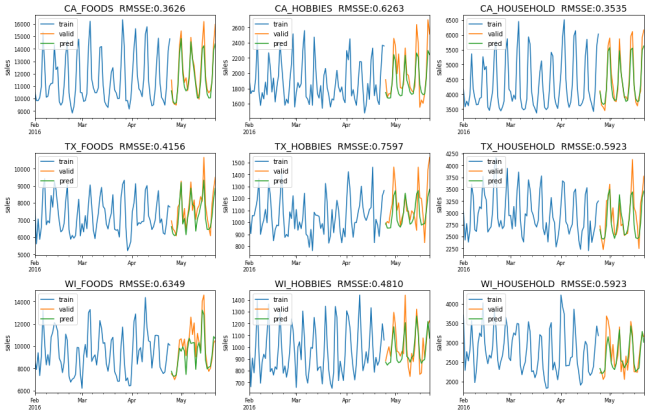 CA_FOODS RMSSE:0.3626
16000
15000
14000
13000
12000
11000
10000
9000
sales
train
valid
pred
Feb
2016
Mar
Apr
May
CA_HOBBIES RMSSE:0.6263
2600
2400
2200
2000
1800
1600
sales
train
valid
pred
Feb
2016
Mar
Apr
May
CA_HOUSEHOLD RMSSE:0.3535
6500
6000
5500
5000
4500
4000
3500
sales
train
valid
pred
Feb
2016
Mar
Apr
May
TX_FOODS RMSSE:0.4156
10000
9000
8000
7000
6000
5000
sales
train
valid
pred
Feb
2016
Mar
Apr
May
TX_HOBBIES RMSSE:0.7597
1500
1400
1300
1200
1100
1000
900
800
sales
train
valid
pred
Feb
2016
Mar
Apr
May
TX_HOUSEHOLD RMSSE:0.5923
4250
4000
3750
3500
3250
3000
2750
2500
2250
sales
train
valid
pred
Feb
2016
Mar
Apr
May
WI_FOODS RMSSE:0.6349
14000
12000
10000
8000
6000
sales
train
valid
pred
Feb
2016
Mar
Apr
May
WI_HOBBIES RMSSE:0.4810
1400
1300
1200
1100
1000
900
800
700
sales
train
valid
pred
Feb
2016
Mar
Apr
May
WI_HOUSEHOLD RMSSE:0.5923
4000
3500
3000
2500
2000
sales
train
valid
pred
Feb
2016
Mar
Apr
May